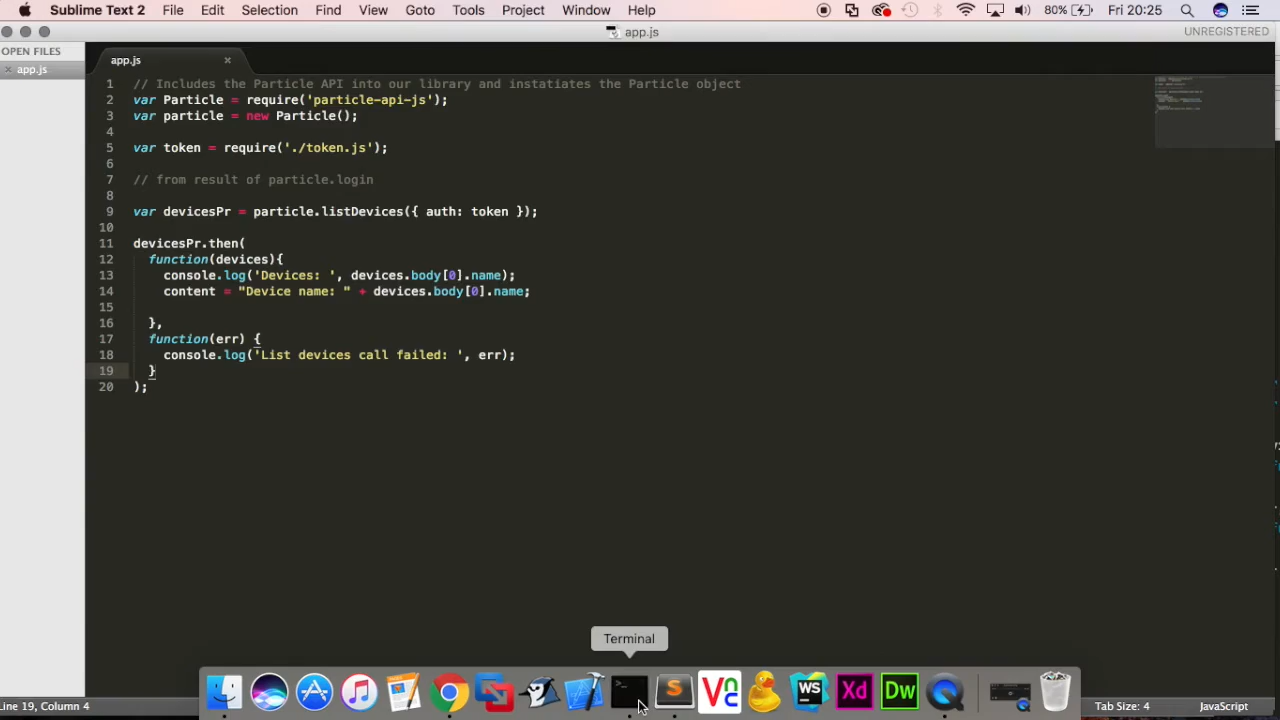 Sublime Text 2 File Edit Selection Find View Goto Tools Project Window Help 80% Fri 20:25
app.js UNREGISTERED
OPEN FILES
app.js
app.js
1 // Includes the Particle API into our library and instatiates the Particle object
2 var Particle = require('particle-api-js');
3 var particle = new Particle();
4
5 var token = require('./token.js');
6
7 // from result of particle.login
8
9 var devicesPr = particle.listDevices({ auth: token });
10
11 devicesPr.then(
12 function(devices){
13 console.log('Devices: ', devices.body[0].name);
14 content = "Device name: " + devices.body[0].name;
15
16 },
17 function(err) {
18 console.log('List devices call failed: ', err);
19 }
20 );
Terminal
WS Xd Dw
Line 19, Column 4 Tab Size: 4 JavaScript